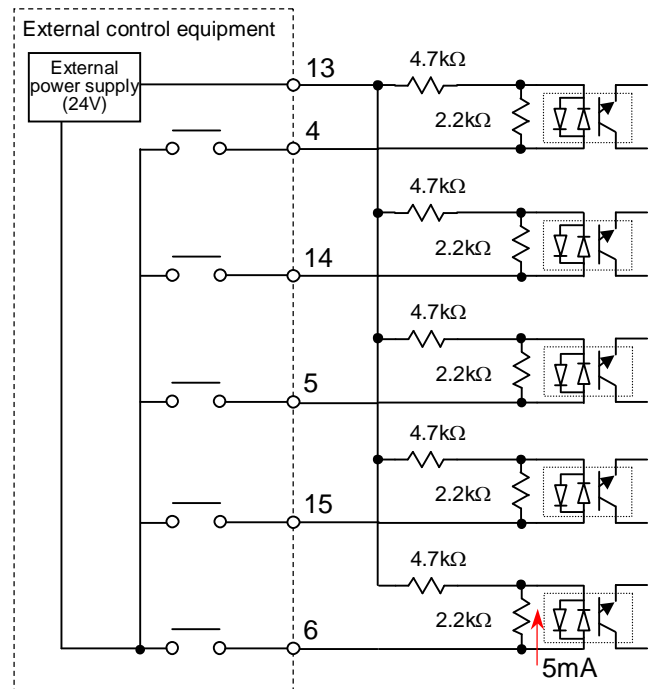 External control equipment
External
power supply
(24V)
13
4.7kΩ
2.2kΩ
4
4.7kΩ
2.2kΩ
14
4.7kΩ
2.2kΩ
5
4.7kΩ
2.2kΩ
15
4.7kΩ
2.2kΩ
6
5mA